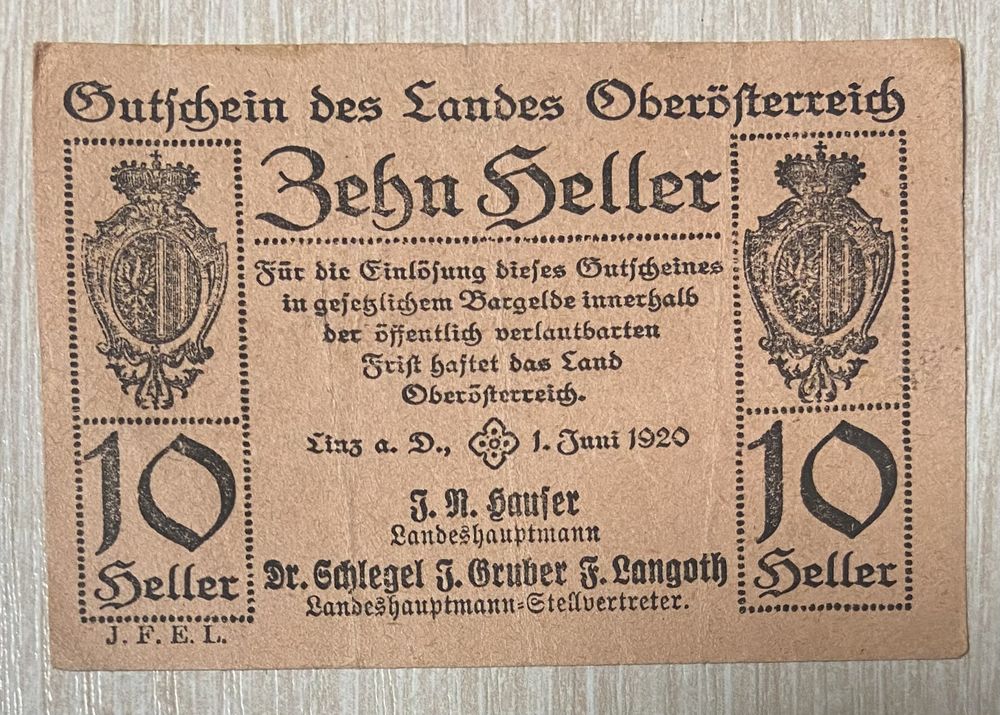 Gutschein des Landes Oberösterreich
Zehn Heller
Für die Einlösung dieses Gutscheines
in gesetzlichem Bargelde innerhalb
der öffentlich verlautbarten
Frist haftet das Land
Oberösterreich.
Linz a. D., 1. Juni 1920
J. N. Hauser
Landeshauptmann
Dr. Schlegel J. Gruber F. Langoth
Landeshauptmann-Stellvertreter.
10
Heller
10
Heller
J. F. E. L.